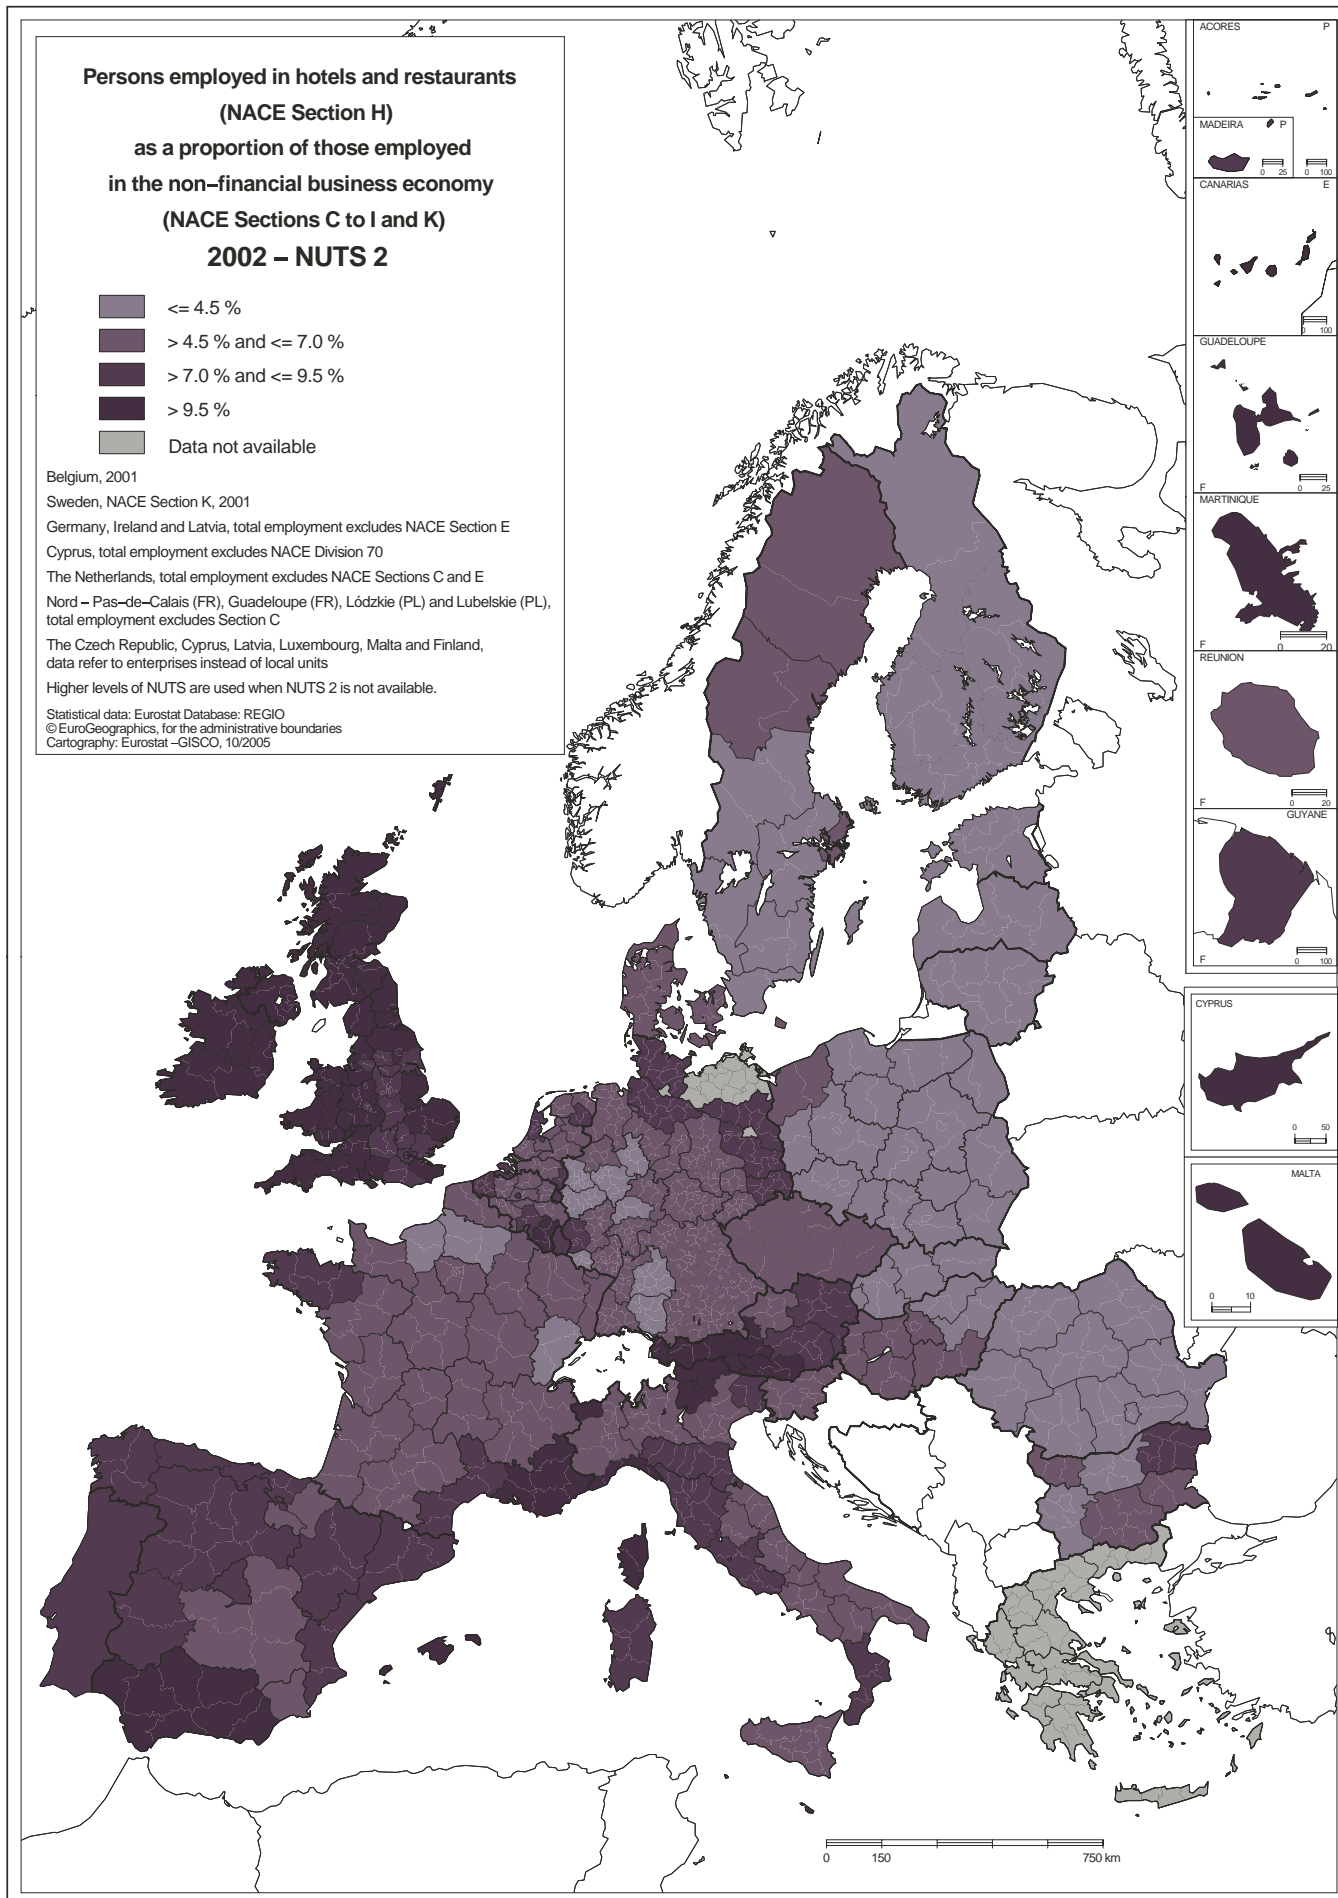 Persons employed in hotels and restaurants
(NACE Section H)
as a proportion of those employed
in the non–financial business economy
(NACE Sections C to I and K)
2002 – NUTS 2
<= 4.5 %
> 4.5 % and <= 7.0 %
> 7.0 % and <= 9.5 %
> 9.5 %
Data not available
Belgium, 2001
Sweden, NACE Section K, 2001
Germany, Ireland and Latvia, total employment excludes NACE Section E
Cyprus, total employment excludes NACE Division 70
The Netherlands, total employment excludes NACE Sections C and E
Nord – Pas–de–Calais (FR), Guadeloupe (FR), Lódzkie (PL) and Lubelskie (PL),
total employment excludes Section C
The Czech Republic, Cyprus, Latvia, Luxembourg, Malta and Finland,
data refer to enterprises instead of local units
Higher levels of NUTS are used when NUTS 2 is not available.
Statistical data: Eurostat Database: REGIO
© EuroGeographics, for the administrative boundaries
Cartography: Eurostat –GISCO, 10/2005
ACORES P
MADEIRA P
0 25 0 100
CANARIAS E
0 100
GUADELOUPE
0 25
F
MARTINIQUE
0 20
F
REUNION
0 20
F
GUYANE
0 100
F
CYPRUS
0 50
MALTA
0 10
0 150 750 km